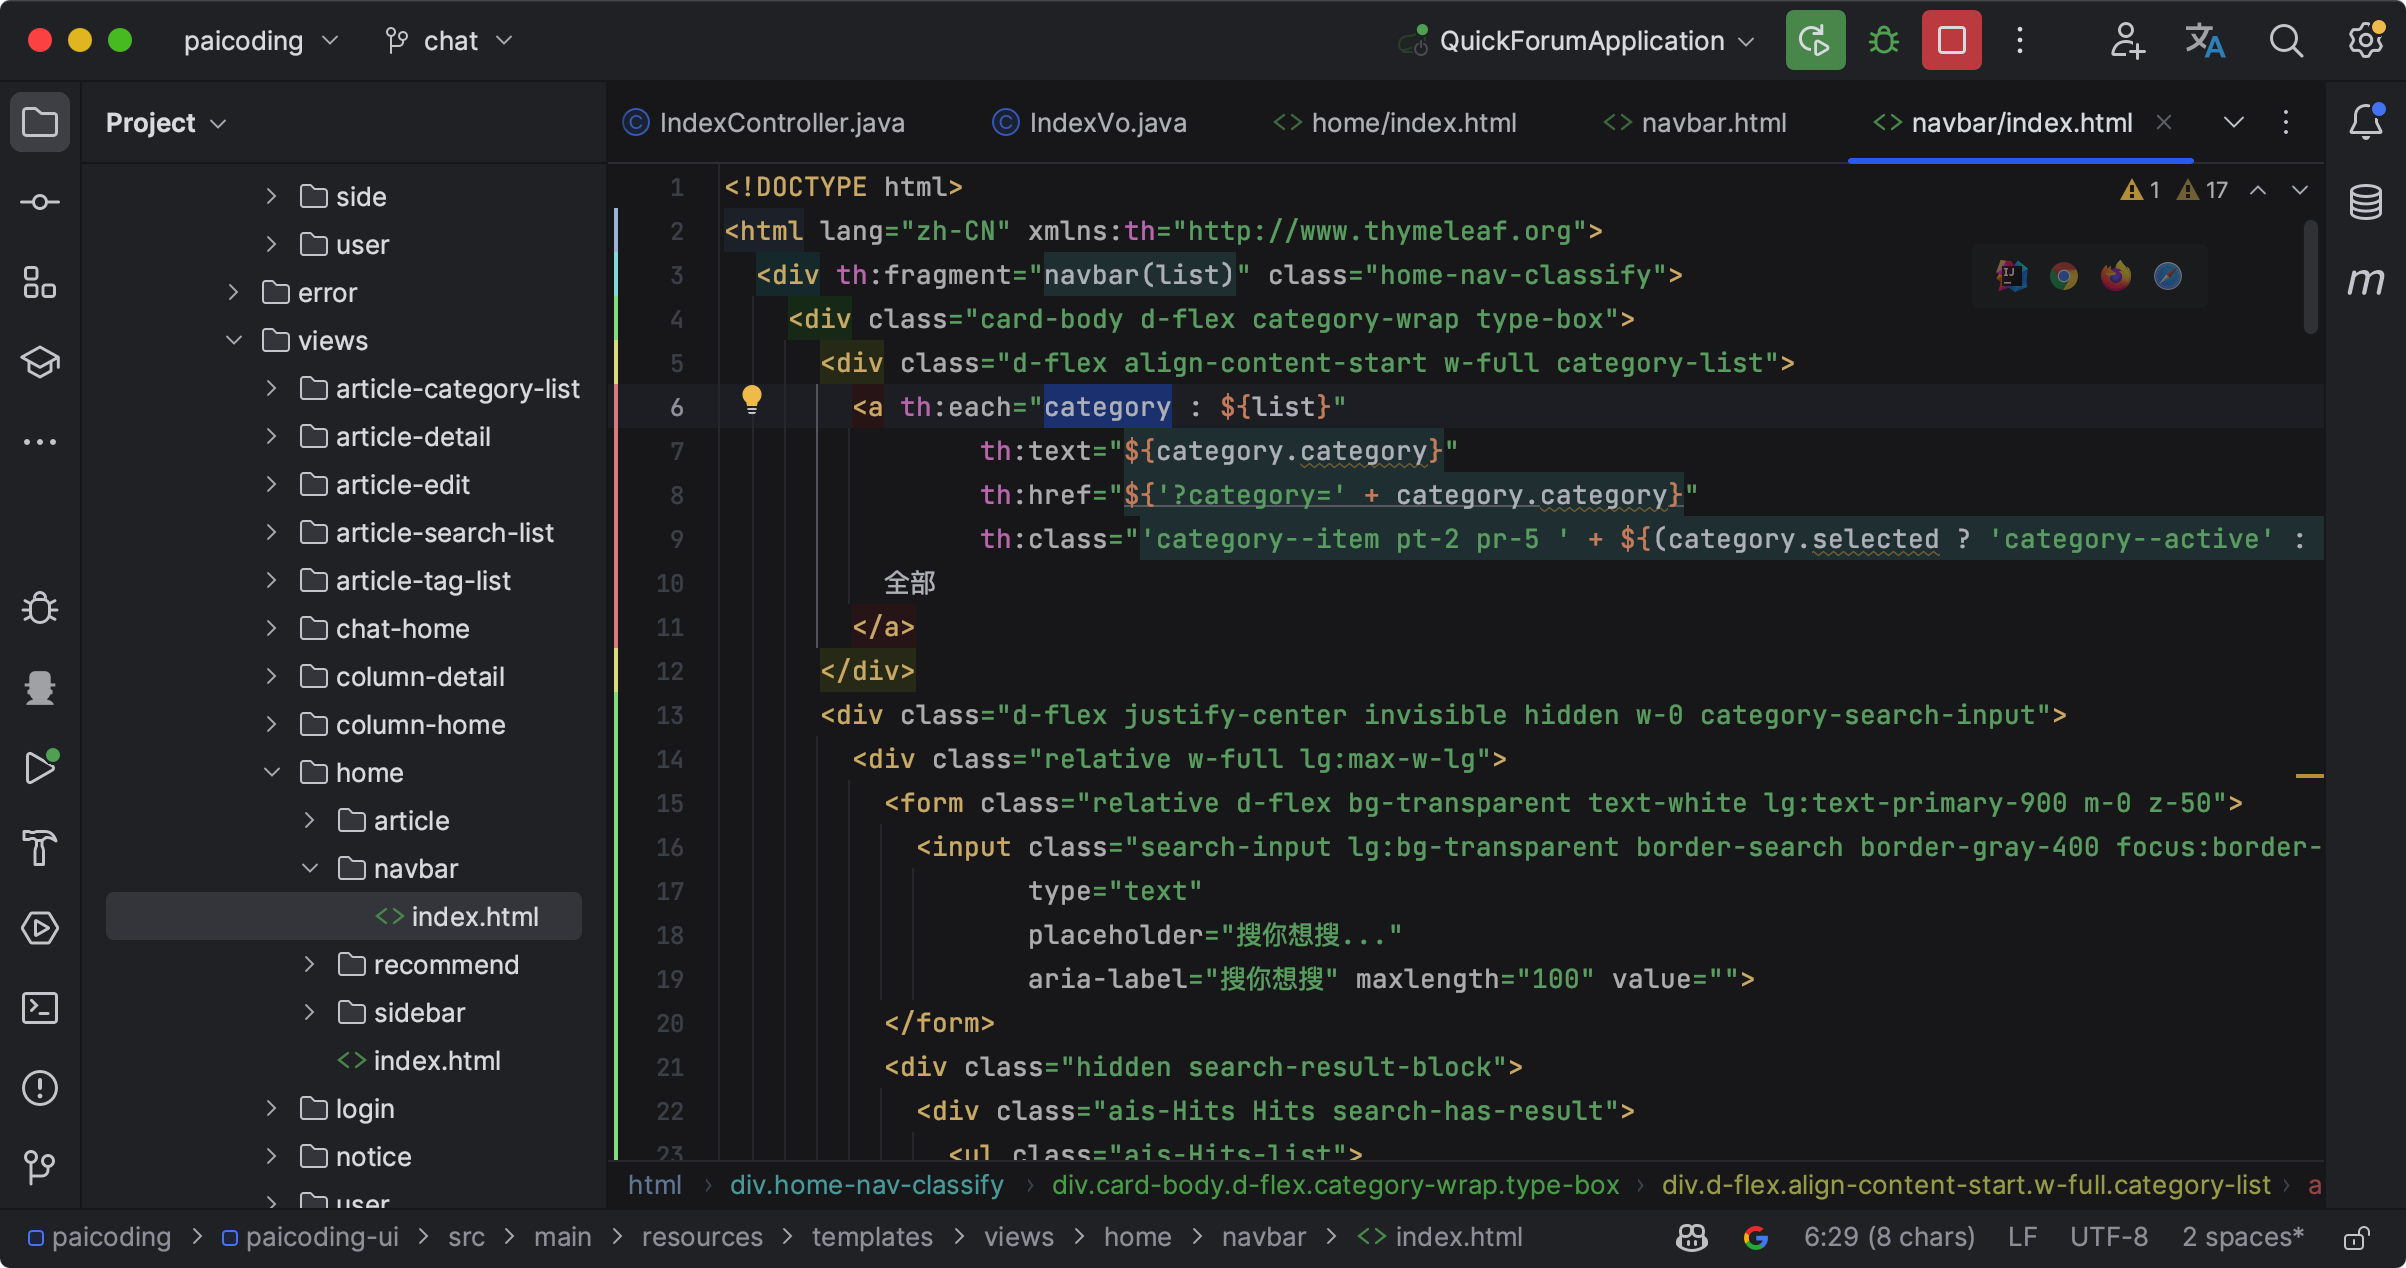 paicoding
chat
QuickForumApplication
Project
IndexController.java
IndexVo.java
home/index.html
navbar.html
navbar/index.html
side
user
error
views
article-category-list
article-detail
article-edit
article-search-list
article-tag-list
chat-home
column-detail
column-home
home
article
navbar
index.html
recommend
sidebar
index.html
login
notice
user
1 17
1 <!DOCTYPE html>
2 <html lang="zh-CN" xmlns:th="http://www.thymeleaf.org">
3 <div th:fragment="navbar(list)" class="home-nav-classify">
4 <div class="card-body d-flex category-wrap type-box">
5 <div class="d-flex align-content-start w-full category-list">
6 <a th:each="category : ${list}"
7 th:text="${category.category}"
8 th:href="${'?category=' + category.category}"
9 th:class="'category--item pt-2 pr-5 ' + ${(category.selected ? 'category--active' :
10 全部
11 </a>
12 </div>
13 <div class="d-flex justify-center invisible hidden w-0 category-search-input">
14 <div class="relative w-full lg:max-w-lg">
15 <form class="relative d-flex bg-transparent text-white lg:text-primary-900 m-0 z-50">
16 <input class="search-input lg:bg-transparent border-search border-gray-400 focus:border-
17 type="text"
18 placeholder="搜你想搜..."
19 aria-label="搜你想搜" maxlength="100" value="">
20 </form>
21 <div class="hidden search-result-block">
22 <div class="ais-Hits Hits search-has-result">
23 <ul class="ais-Hits-list">
html › div.home-nav-classify › div.card-body.d-flex.category-wrap.type-box › div.d-flex.align-content-start.w-full.category-list › a
paicoding > paicoding-ui > src > main > resources > templates > views > home > navbar > index.html
6:29 (8 chars) LF UTF-8 2 spaces*